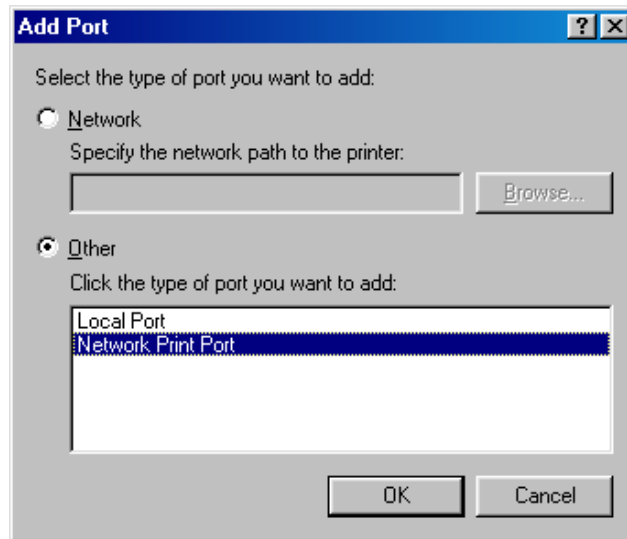 Add Port
Select the type of port you want to add:
Network
Specify the network path to the printer:
Browse...
Other
Click the type of port you want to add:
Local Port
Network Print Port
OK
Cancel